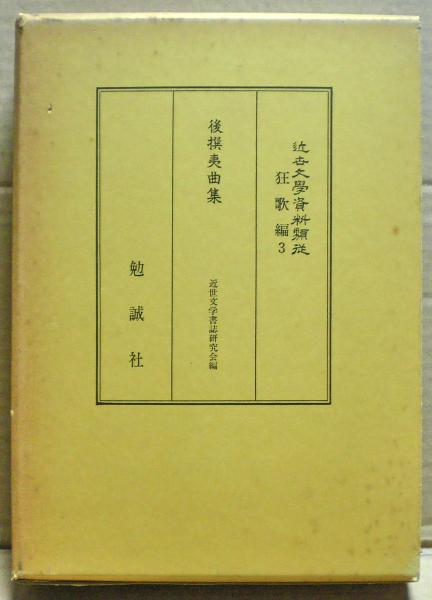 近世文學資料類従
狂歌編3
後撰夷曲集
近世文学書誌研究会編
勉誠社